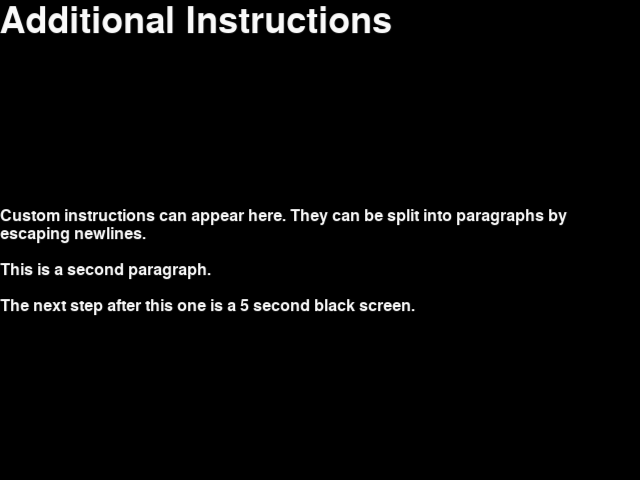 Additional Instructions
Custom instructions can appear here. They can be split into paragraphs by
escaping newlines.
This is a second paragraph.
The next step after this one is a 5 second black screen.